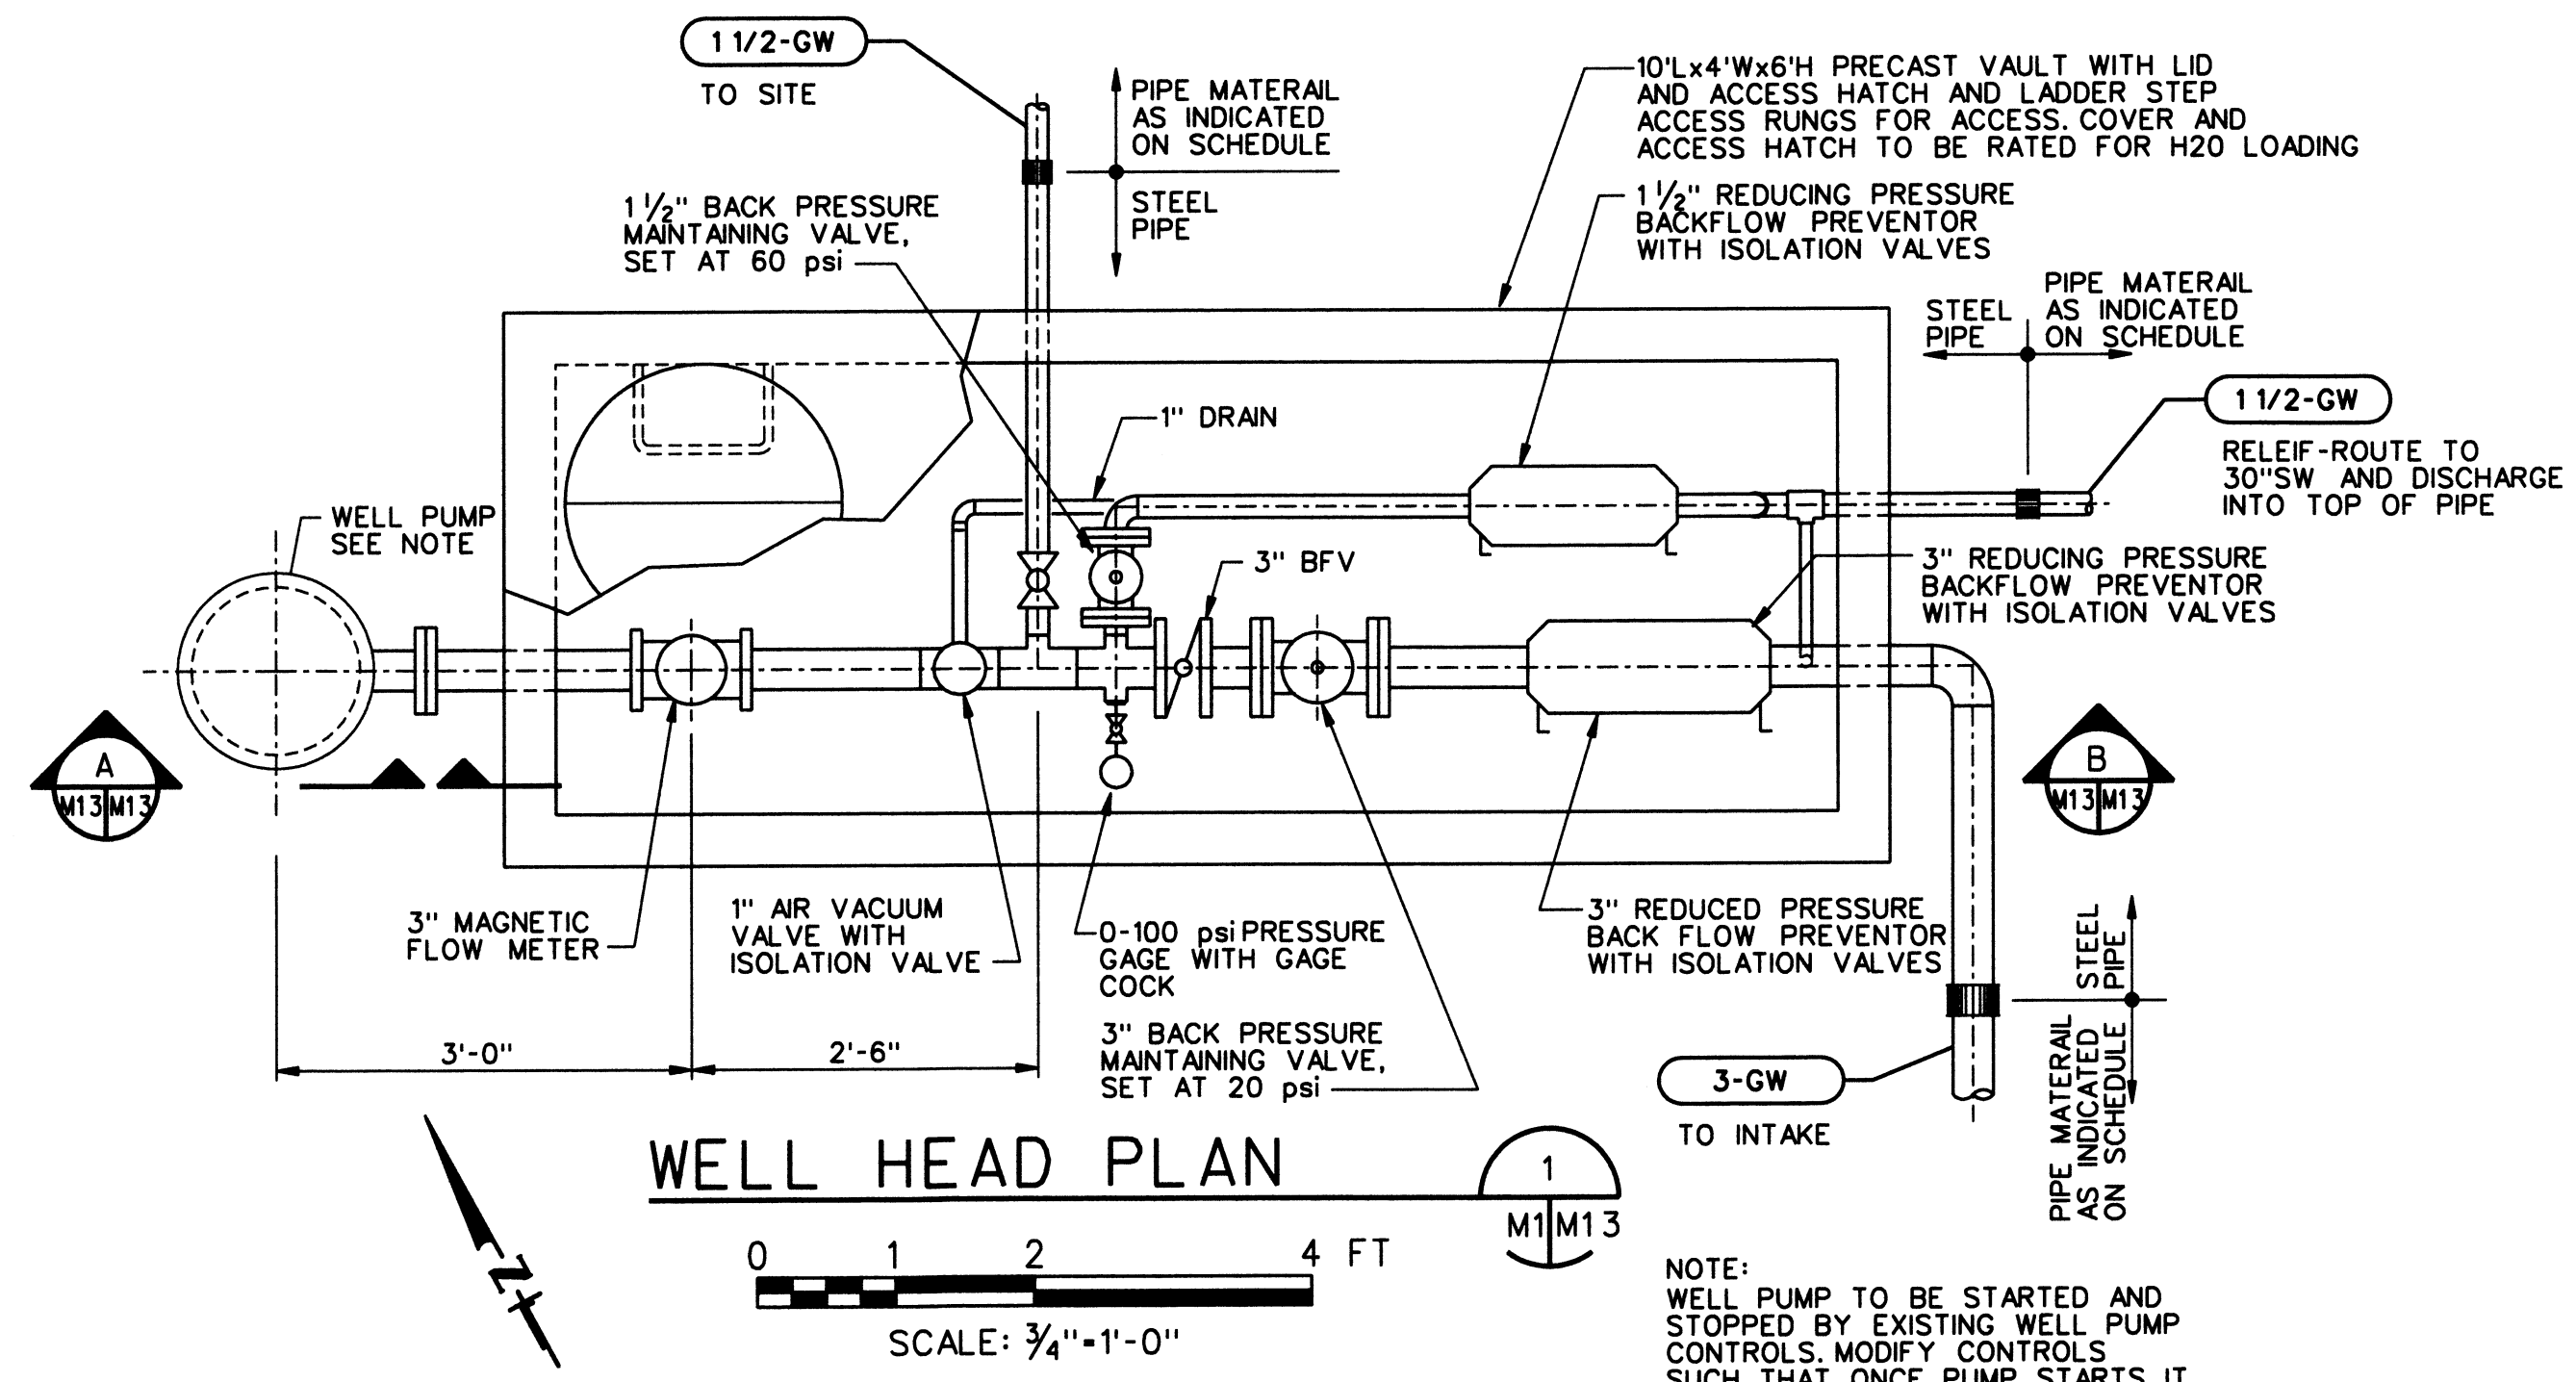 1 1/2-GW
TO SITE
PIPE MATERAIL
AS INDICATED
ON SCHEDULE
STEEL
PIPE
10'Lx4'Wx6'H PRECAST VAULT WITH LID
AND ACCESS HATCH AND LADDER STEP
ACCESS RUNGS FOR ACCESS. COVER AND
ACCESS HATCH TO BE RATED FOR H20 LOADING
1 1/2" BACK PRESSURE
MAINTAINING VALVE,
SET AT 60 psi
1 1/2" REDUCING PRESSURE
BACKFLOW PREVENTOR
WITH ISOLATION VALVES
STEEL
PIPE
PIPE MATERAIL
AS INDICATED
ON SCHEDULE
1 1/2-GW
RELEIF-ROUTE TO
30"SW AND DISCHARGE
INTO TOP OF PIPE
1" DRAIN
WELL PUMP
SEE NOTE
3" BFV
3" REDUCING PRESSURE
BACKFLOW PREVENTOR
WITH ISOLATION VALVES
A
M13 M13
B
M13 M13
3" MAGNETIC
FLOW METER
1" AIR VACUUM
VALVE WITH
ISOLATION VALVE
0-100 psi PRESSURE
GAGE WITH GAGE
COCK
3" REDUCED PRESSURE
BACK FLOW PREVENTOR
WITH ISOLATION VALVES
STEEL
PIPE
PIPE MATERAIL
AS INDICATED
ON SCHEDULE
3'-0"
2'-6"
3" BACK PRESSURE
MAINTAINING VALVE,
SET AT 20 psi
3-GW
TO INTAKE
WELL HEAD PLAN
1
M1 M13
N
0 1 2 4 FT
SCALE: 3/4"=1'-0"
NOTE:
WELL PUMP TO BE STARTED AND
STOPPED BY EXISTING WELL PUMP
CONTROLS. MODIFY CONTROLS
SUCH THAT ONCE PUMP STARTS IT